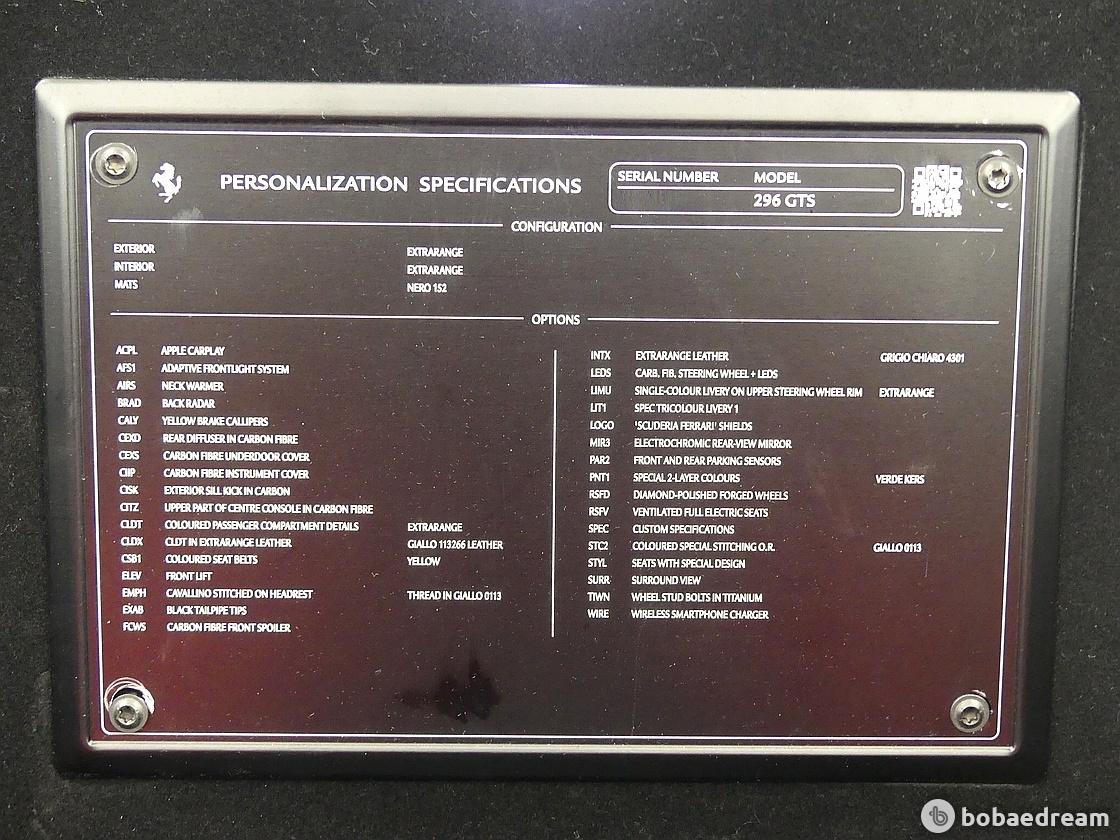 PERSONALIZATION SPECIFICATIONS
SERIAL NUMBER MODEL
296 GTS
CONFIGURATION
EXTERIOR EXTRARANGE
INTERIOR EXTRARANGE
MATS NERO 152
OPTIONS
ACPL APPLE CARPLAY
AFS1 ADAPTIVE FRONTLIGHT SYSTEM
AIRS NECK WARMER
BRAD BACK RADAR
CALY YELLOW BRAKE CALLIPERS
CEXD REAR DIFFUSER IN CARBON FIBRE
CEXS CARBON FIBRE UNDERDOOR COVER
CIIP CARBON FIBRE INSTRUMENT COVER
CISK EXTERIOR SILL KICK IN CARBON
CITZ UPPER PART OF CENTRE CONSOLE IN CARBON FIBRE
CLDT COLOURED PASSENGER COMPARTMENT DETAILS EXTRARANGE
CLDX CLDT IN EXTRARANGE LEATHER GIALLO 113266 LEATHER
CSB1 COLOURED SEAT BELTS YELLOW
ELEV FRONT LIFT
EMPH CAVALLINO STITCHED ON HEADREST THREAD IN GIALLO 0113
EXAB BLACK TAILPIPE TIPS
FCWS CARBON FIBRE FRONT SPOILER
INTX EXTRARANGE LEATHER GRIGIO CHIARO 4301
LEDS CARB. FIB. STEERING WHEEL + LEDS
LIMU SINGLE-COLOUR LIVERY ON UPPER STEERING WHEEL RIM EXTRARANGE
LIT1 SPEC TRICOLOUR LIVERY 1
LOGO 'SCUDERIA FERRARI' SHIELDS
MIR3 ELECTROCHROMIC REAR-VIEW MIRROR
PAR2 FRONT AND REAR PARKING SENSORS
PNT1 SPECIAL 2-LAYER COLOURS VERDE KERS
RSFD DIAMOND-POLISHED FORGED WHEELS
RSFV VENTILATED FULL ELECTRIC SEATS
SPEC CUSTOM SPECIFICATIONS
STC2 COLOURED SPECIAL STITCHING O.R. GIALLO 0113
STYL SEATS WITH SPECIAL DESIGN
SURR SURROUND VIEW
TIWN WHEEL STUD BOLTS IN TITANIUM
WIRE WIRELESS SMARTPHONE CHARGER
bobaedream